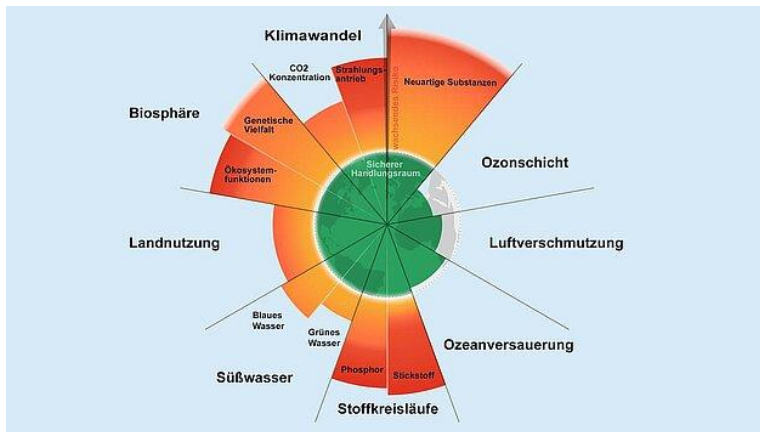 Klimawandel
CO2
Konzentration
Strahlungs-
antrieb
wachsendes Risiko
Neuartige Substanzen
Biosphäre
Genetische
Vielfalt
Ökosystem-
funktionen
Sicherer
Handlungsraum
Ozonschicht
Landnutzung
Luftverschmutzung
Blaues
Wasser
Grünes
Wasser
Ozeanversauerung
Süßwasser
Phosphor
Stickstoff
Stoffkreisläufe